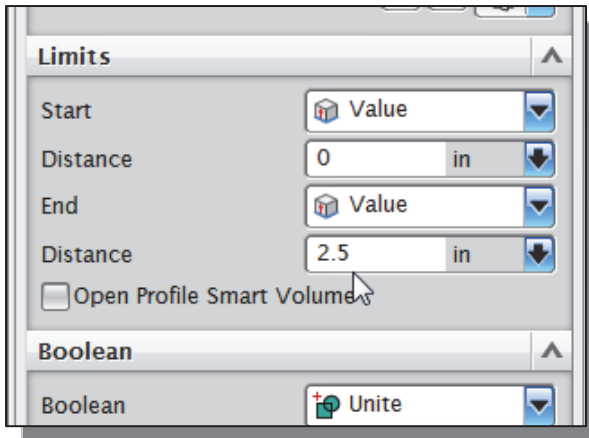 Limits
Start Value
Distance 0 in
End Value
Distance 2.5 in
Open Profile Smart Volume
Boolean
Boolean Unite